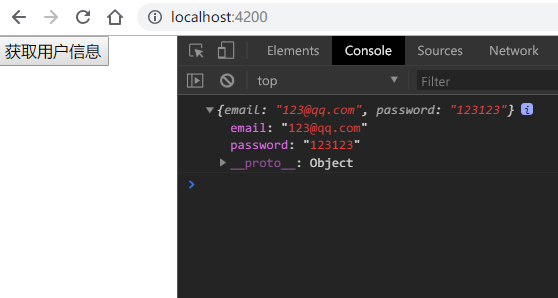 localhost:4200
获取用户信息
Elements Console Sources Network
top Filter
{email: "123@qq.com", password: "123123"} i
email: "123@qq.com"
password: "123123"
__proto__: Object